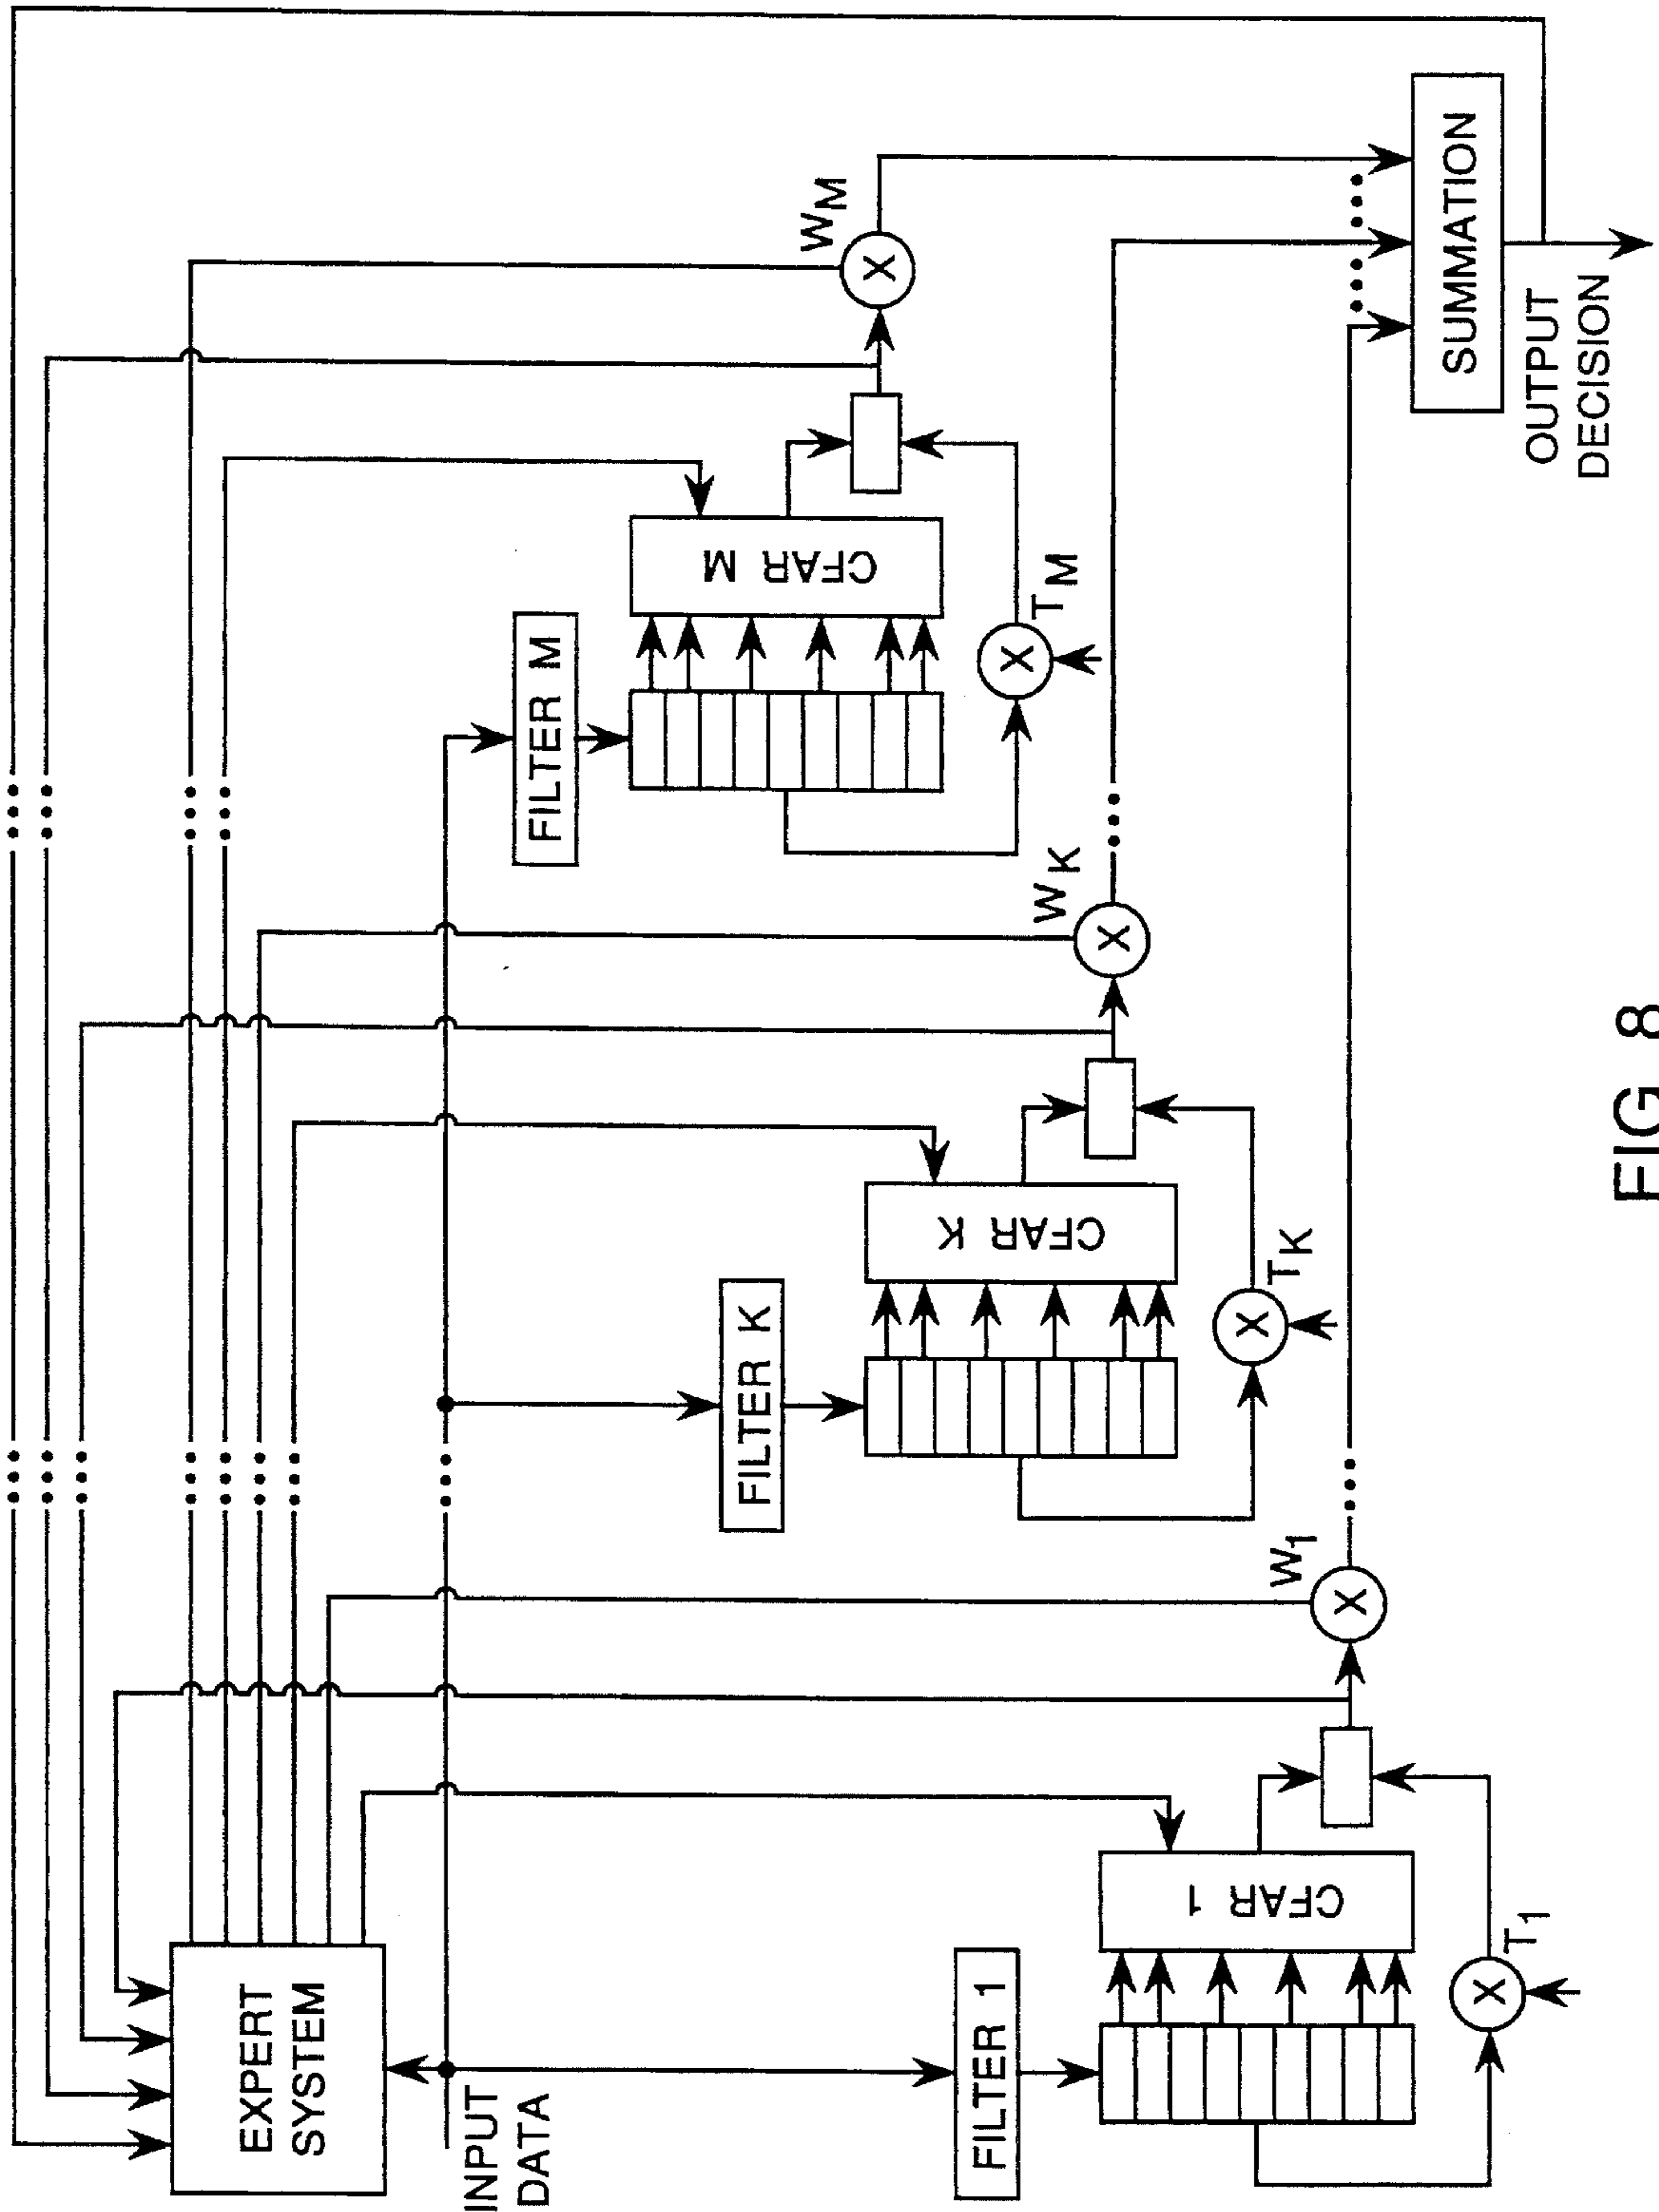 EXPERT
SYSTEM
INPUT
DATA
FILTER 1
CFAR 1
X
T1
X
W1
FILTER K
CFAR K
X
TK
X
WK
FILTER M
CFAR M
X
TM
X
WM
SUMMATION
OUTPUT
DECISION
FIG. 8